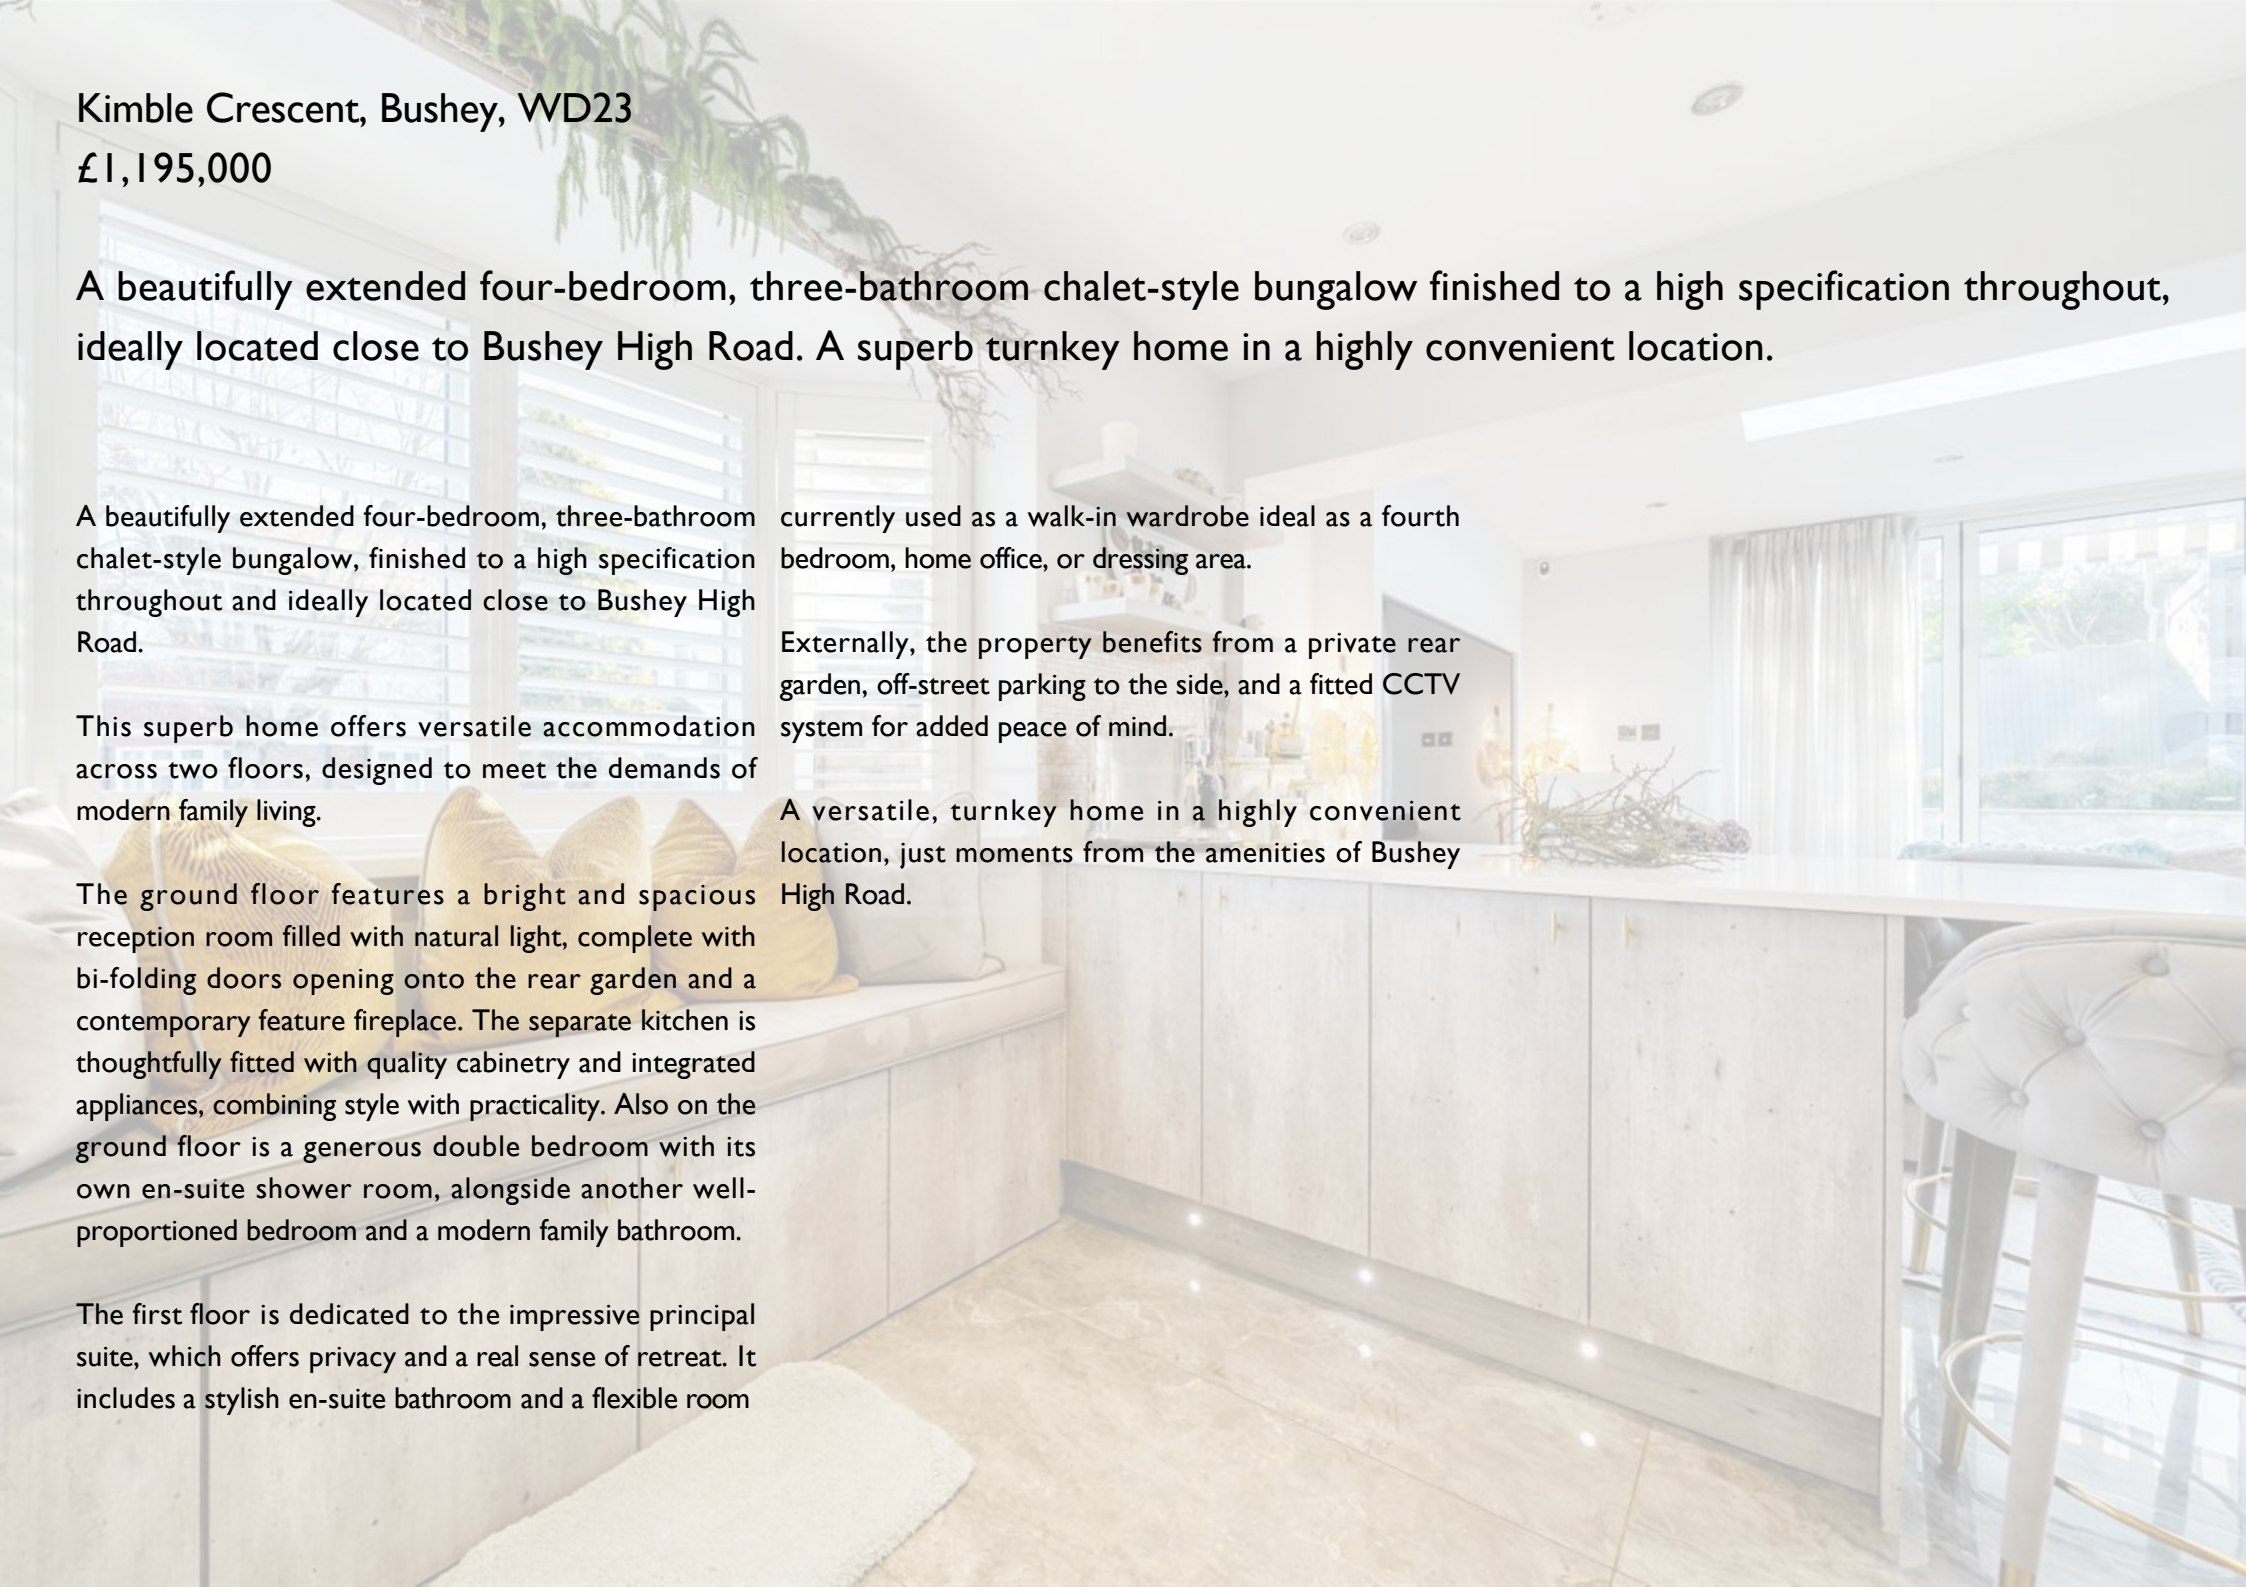 Kimble Crescent, Bushey, WD23
£1,195,000
A beautifully extended four-bedroom, three-bathroom chalet-style bungalow finished to a high specification throughout,
ideally located close to Bushey High Road. A superb turnkey home in a highly convenient location.
A beautifully extended four-bedroom, three-bathroom
chalet-style bungalow, finished to a high specification
throughout and ideally located close to Bushey High
Road.
This superb home offers versatile accommodation
across two floors, designed to meet the demands of
modern family living.
The ground floor features a bright and spacious
reception room filled with natural light, complete with
bi-folding doors opening onto the rear garden and a
contemporary feature fireplace. The separate kitchen is
thoughtfully fitted with quality cabinetry and integrated
appliances, combining style with practicality. Also on the
ground floor is a generous double bedroom with its
own en-suite shower room, alongside another well-
proportioned bedroom and a modern family bathroom.
The first floor is dedicated to the impressive principal
suite, which offers privacy and a real sense of retreat. It
includes a stylish en-suite bathroom and a flexible room
currently used as a walk-in wardrobe ideal as a fourth
bedroom, home office, or dressing area.
Externally, the property benefits from a private rear
garden, off-street parking to the side, and a fitted CCTV
system for added peace of mind.
A versatile, turnkey home in a highly convenient
location, just moments from the amenities of Bushey
High Road.